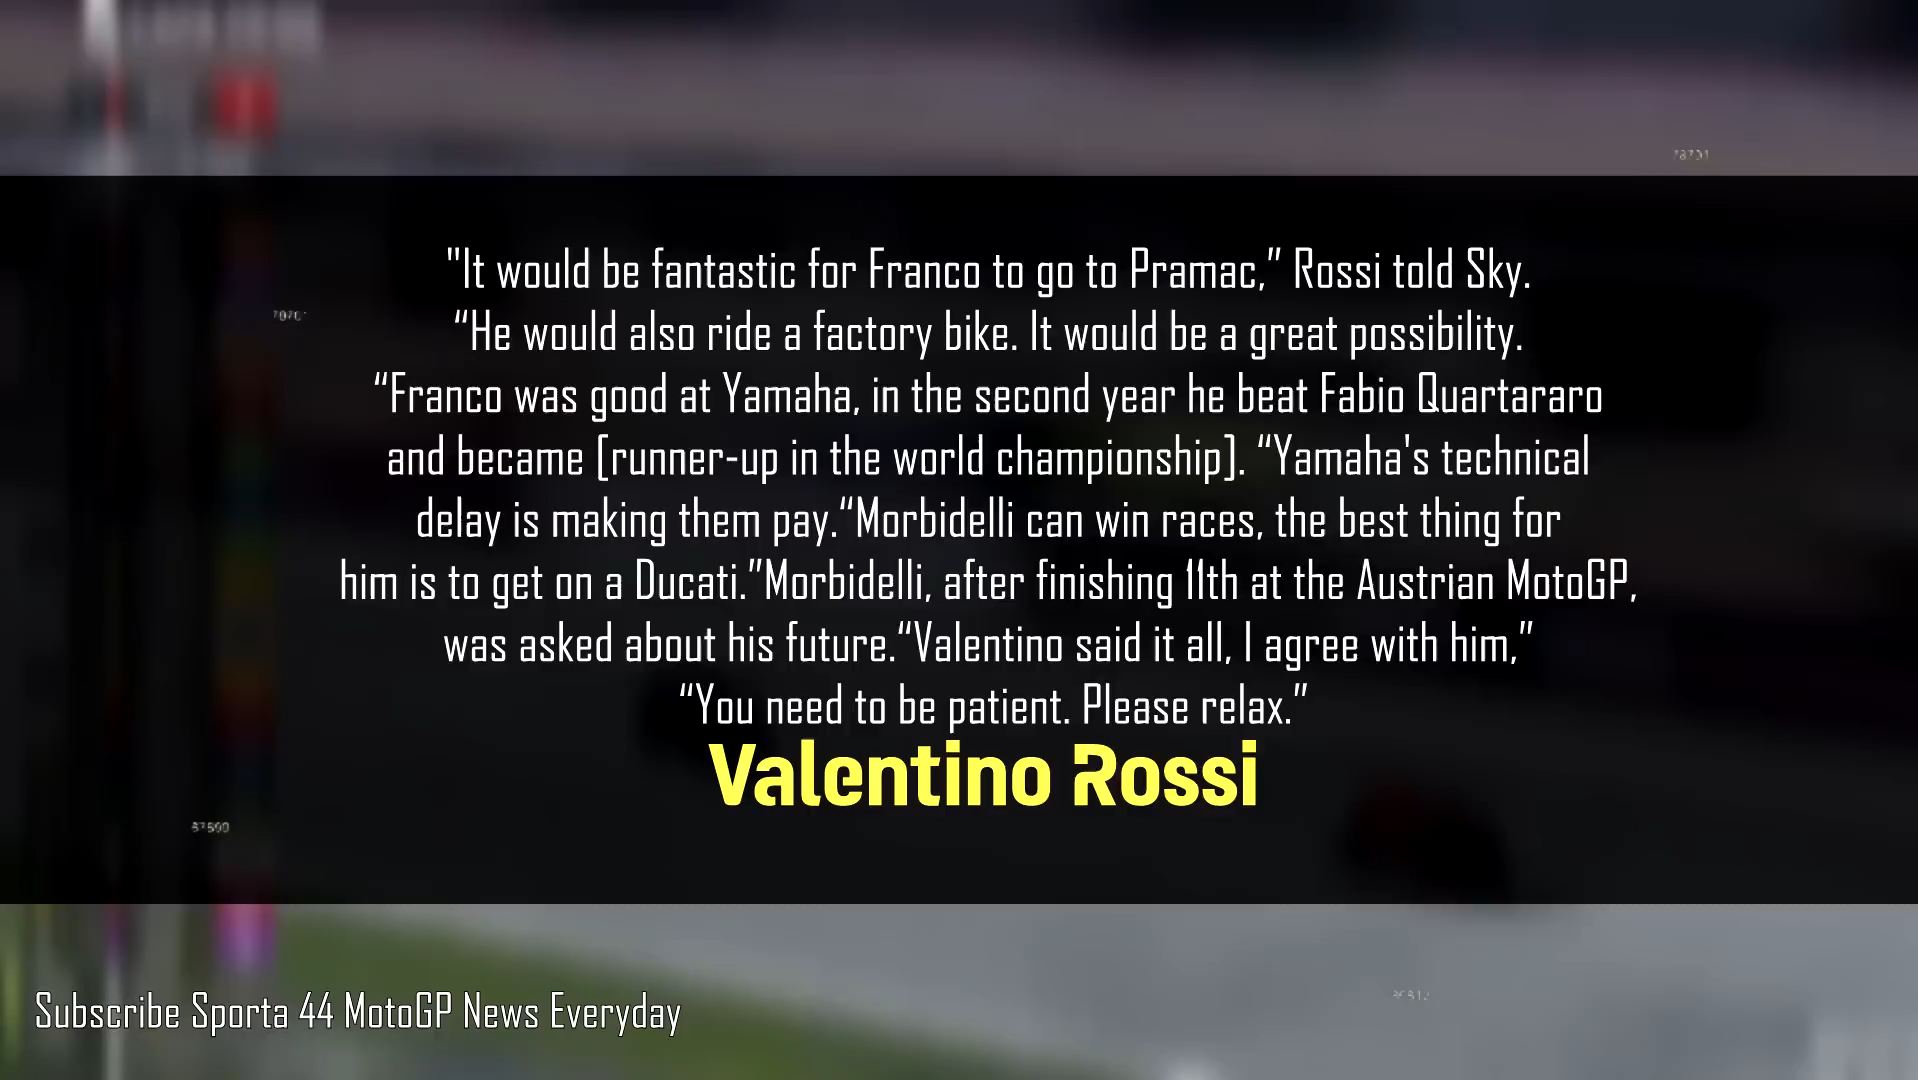 "It would be fantastic for Franco to go to Pramac,” Rossi told Sky.
“He would also ride a factory bike. It would be a great possibility.
“Franco was good at Yamaha, in the second year he beat Fabio Quartararo
and became [runner-up in the world championship]. “Yamaha's technical
delay is making them pay.“Morbidelli can win races, the best thing for
him is to get on a Ducati.”Morbidelli, after finishing 11th at the Austrian MotoGP,
was asked about his future.“Valentino said it all, I agree with him,”
“You need to be patient. Please relax.”
Valentino Rossi
Subscribe Sporta 44 MotoGP News Everyday